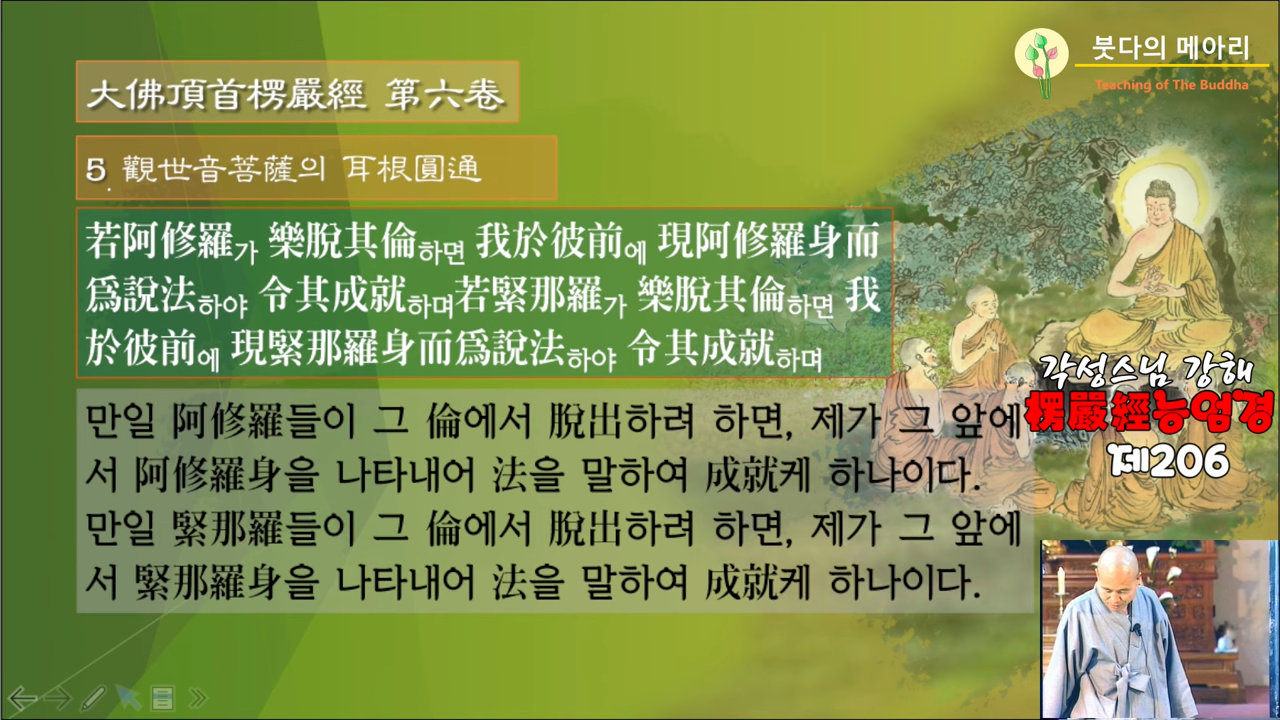 大佛頂首楞嚴經 第六卷
붓다의 메아리
Teaching of The Buddha
5. 觀世音菩薩의 耳根圓通
若阿修羅가 樂脫其倫하면 我於彼前에 現阿修羅身而
爲說法하야 令其成就하며若緊那羅가 樂脫其倫하면 我
於彼前에 現緊那羅身而爲說法하야 令其成就하며
만일 阿修羅들이 그 倫에서 脫出하려 하면, 제가 그 앞에
서 阿修羅身을 나타내어 法을 말하여 成就케 하나이다.
만일 緊那羅들이 그 倫에서 脫出하려 하면, 제가 그 앞에
서 緊那羅身을 나타내어 法을 말하여 成就케 하나이다.
각성스님 강해
楞嚴經능엄경
제206